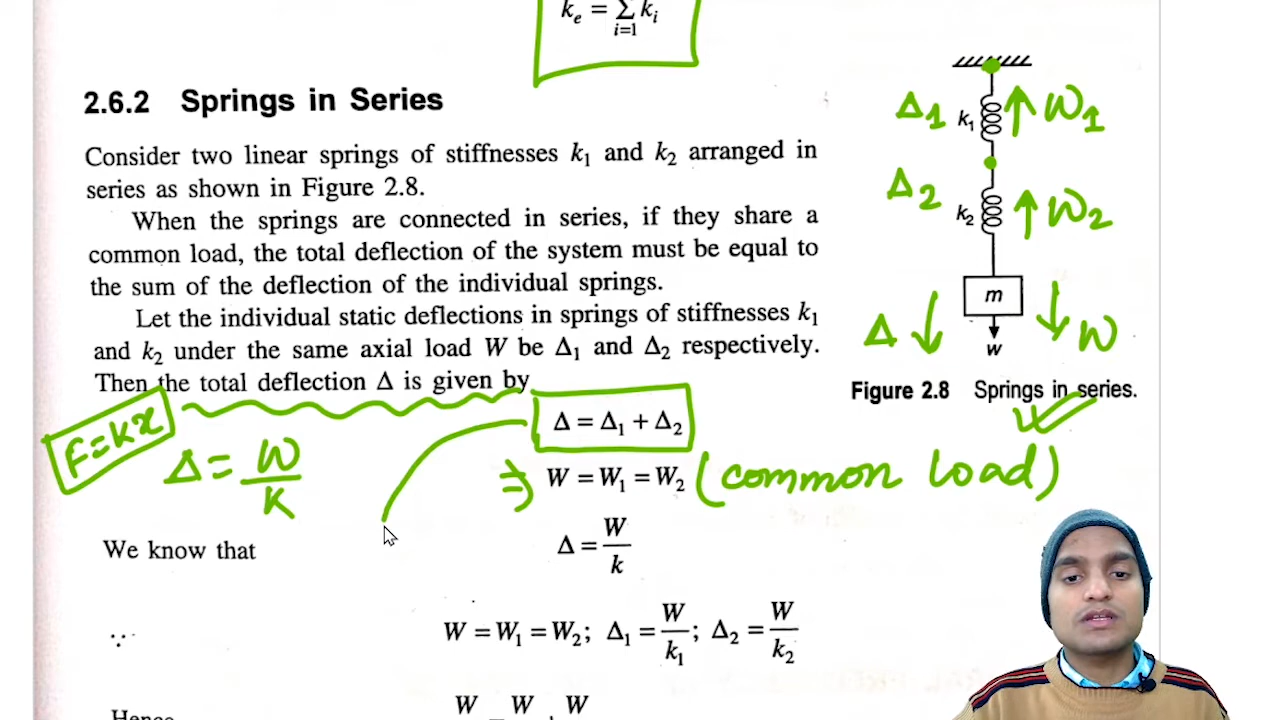 kₑ = Σ kᵢ
i=1
2.6.2 Springs in Series
Consider two linear springs of stiffnesses k₁ and k₂ arranged in
series as shown in Figure 2.8.
When the springs are connected in series, if they share a
common load, the total deflection of the system must be equal to
the sum of the deflection of the individual springs.
Let the individual static deflections in springs of stiffnesses k₁
and k₂ under the same axial load W be Δ₁ and Δ₂ respectively.
Then the total deflection Δ is given by
Δ = Δ₁ + Δ₂
F=kx
Δ = W/K
⇒ W = W₁ = W₂ (common load)
We know that
Δ = W/k
∵
W = W₁ = W₂; Δ₁ = W/k₁; Δ₂ = W/k₂
Hence
W W W
Δ1 k₁ ↑ W1
Δ2 k₂ ↑ W2
m
Δ ↓ w ↓ W
Figure 2.8 Springs in series.